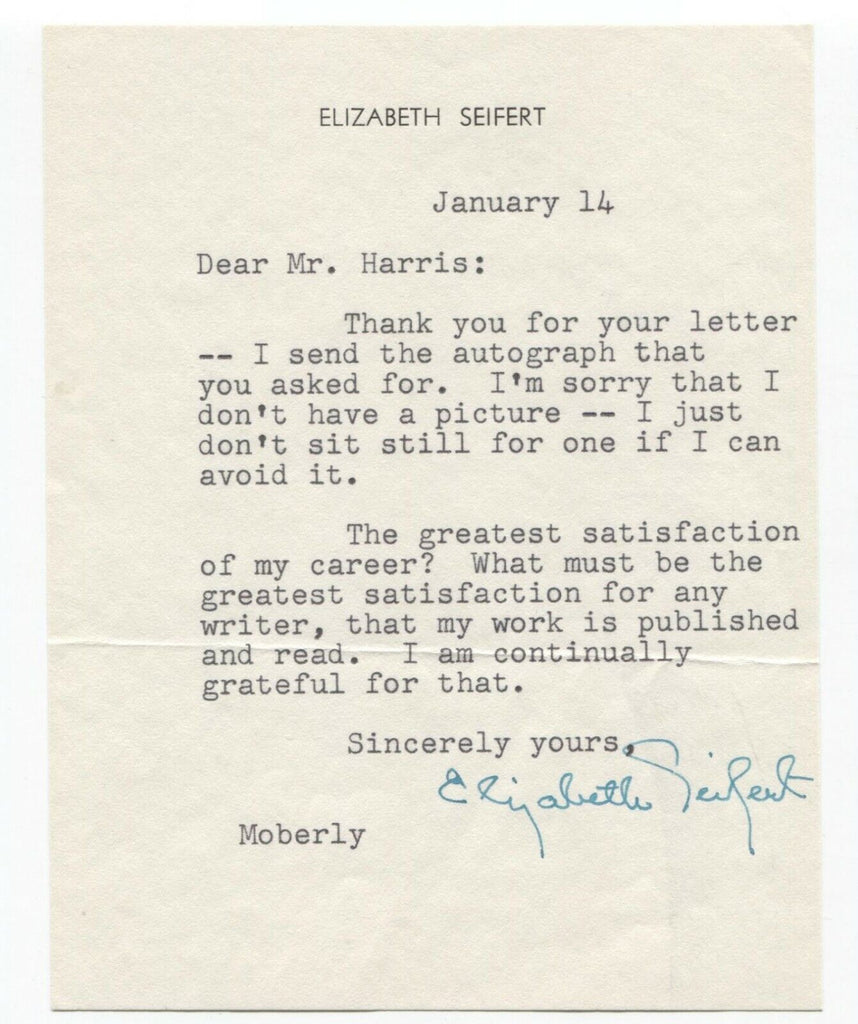 ELIZABETH SEIFERT
January 14
Dear Mr. Harris:
Thank you for your letter
-- I send the autograph that
you asked for.  I'm sorry that I
don't have a picture -- I just
don't sit still for one if I can
avoid it.
The greatest satisfaction
of my career?  What must be the
greatest satisfaction for any
writer, that my work is published
and read.  I am continually
grateful for that.
Sincerely yours,
Elizabeth Seifert
Moberly